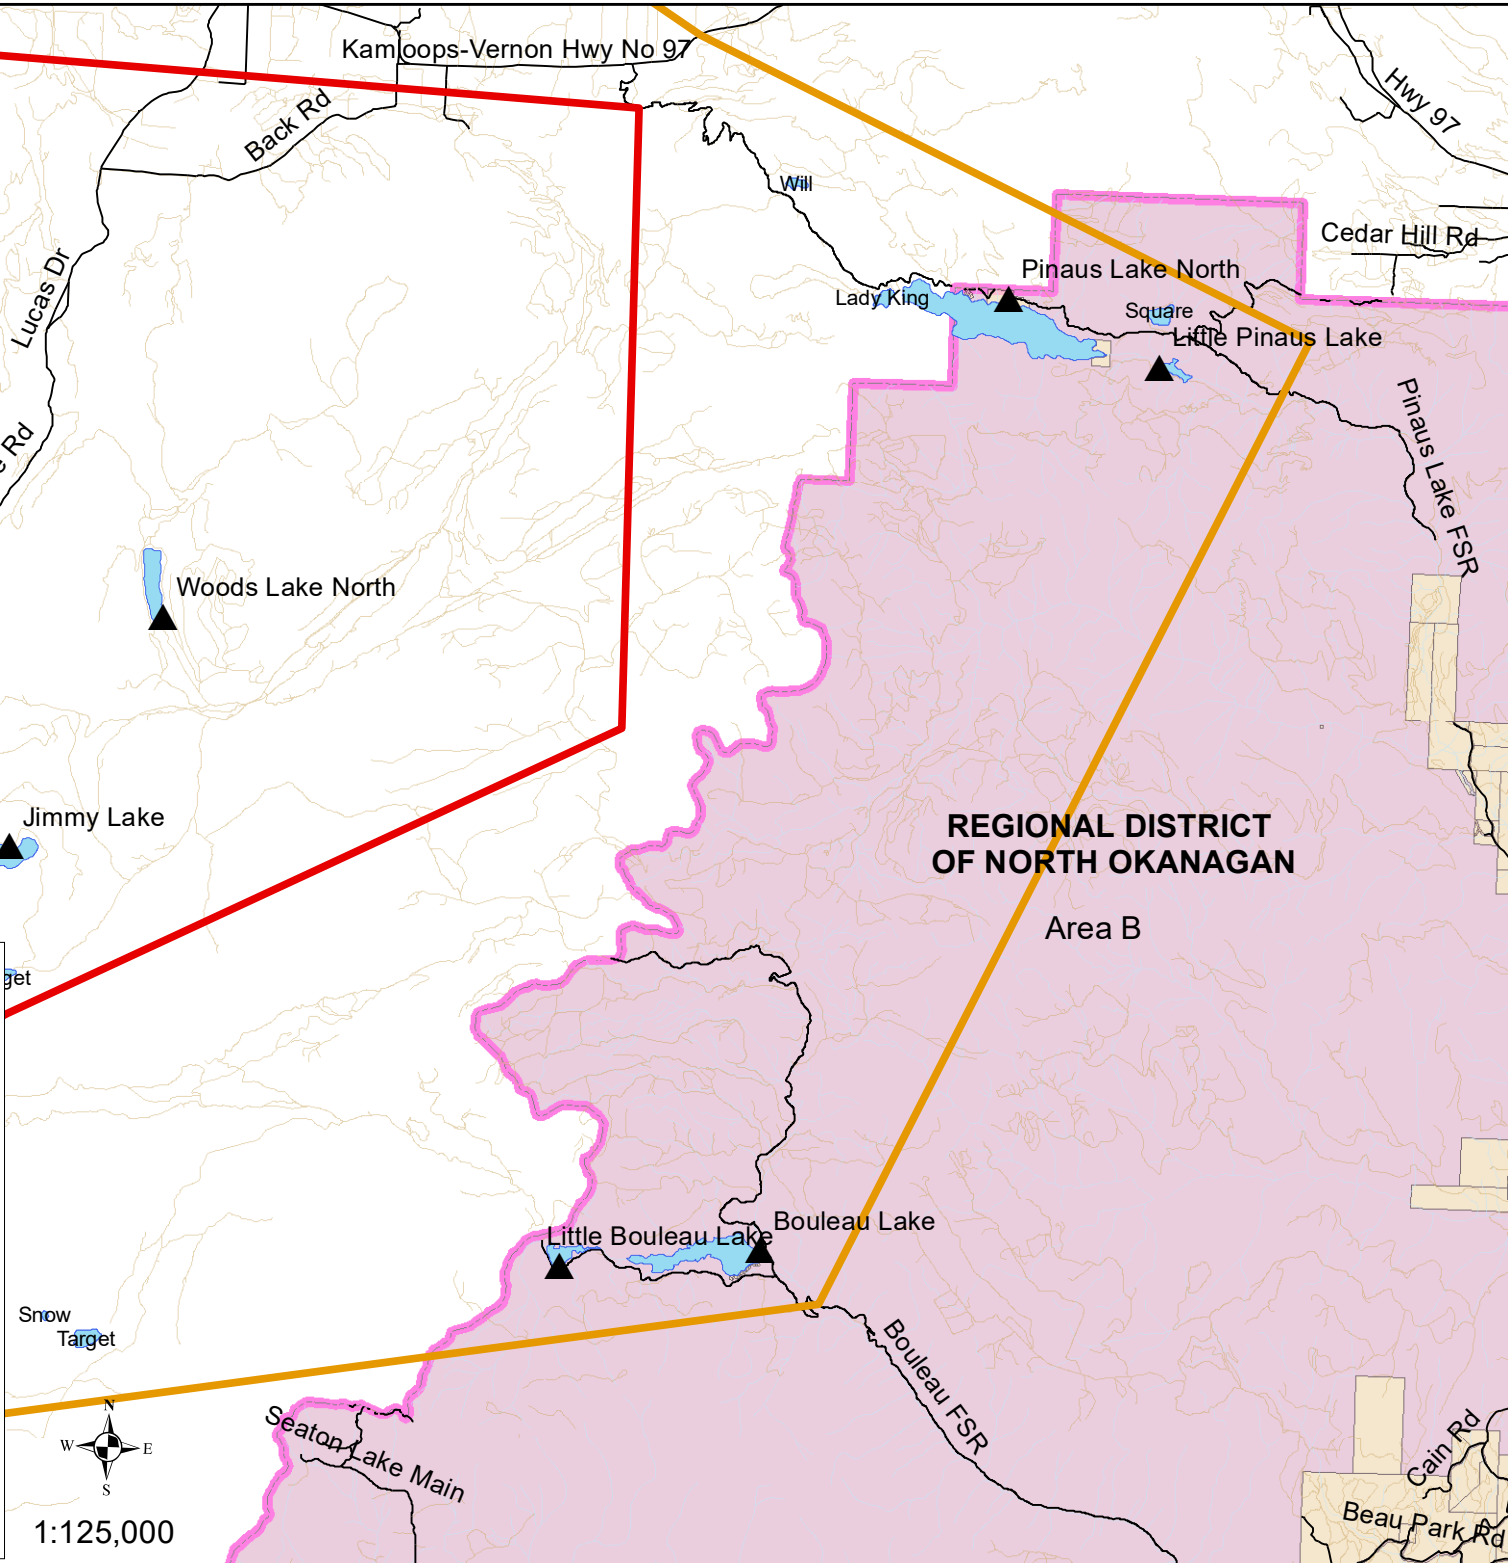 Kamloops-Vernon Hwy No 97
Hwy 97
Back Rd
Will
Cedar Hill Rd
Lucas Dr
Pinaus Lake North
Lady King
Square
Little Pinaus Lake
Pinaus Lake FSR
Rd
Woods Lake North
Jimmy Lake
REGIONAL DISTRICT
OF NORTH OKANAGAN
Area B
get
Bouleau Lake
Little Bouleau Lake
Snow
Target
Bouleau FSR
N
W
E
S
Seaton Lake Main
Cain Rd
Beau Park Rd
1:125,000